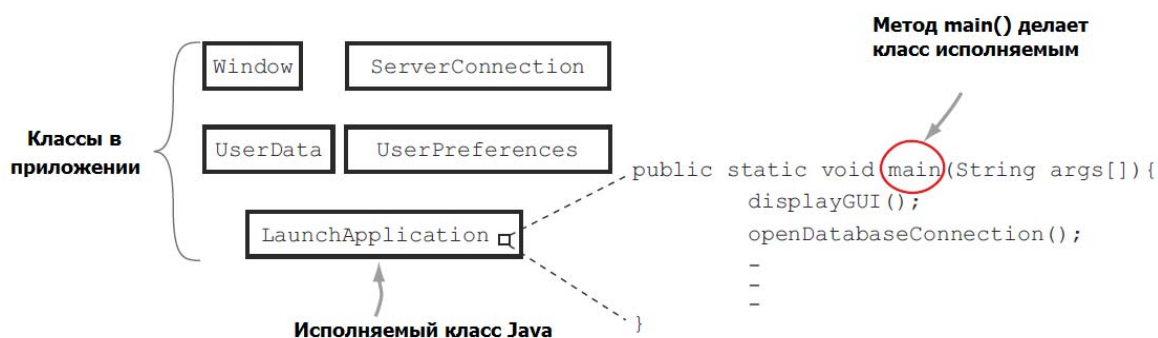 Метод main() делает
класс исполняемым
Window
ServerConnection
Классы в
приложении
UserData
UserPreferences
public static void main(String args[]){
displayGUI();
openDatabaseConnection();
–
–
–
}
LaunchApplication
Исполняемый класс Java